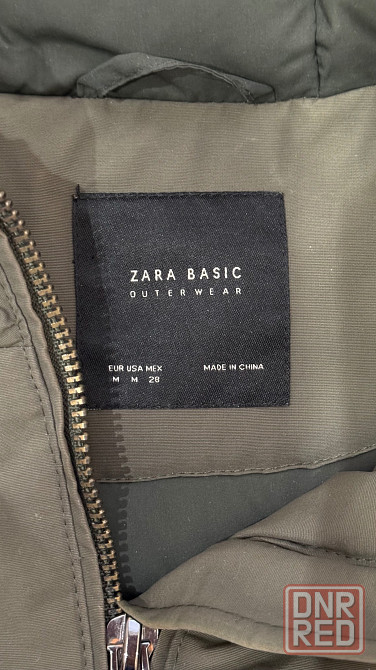 ZARA BASIC
OUTERWEAR
EUR USA MEX
M M 28
MADE IN CHINA
DNR
RED